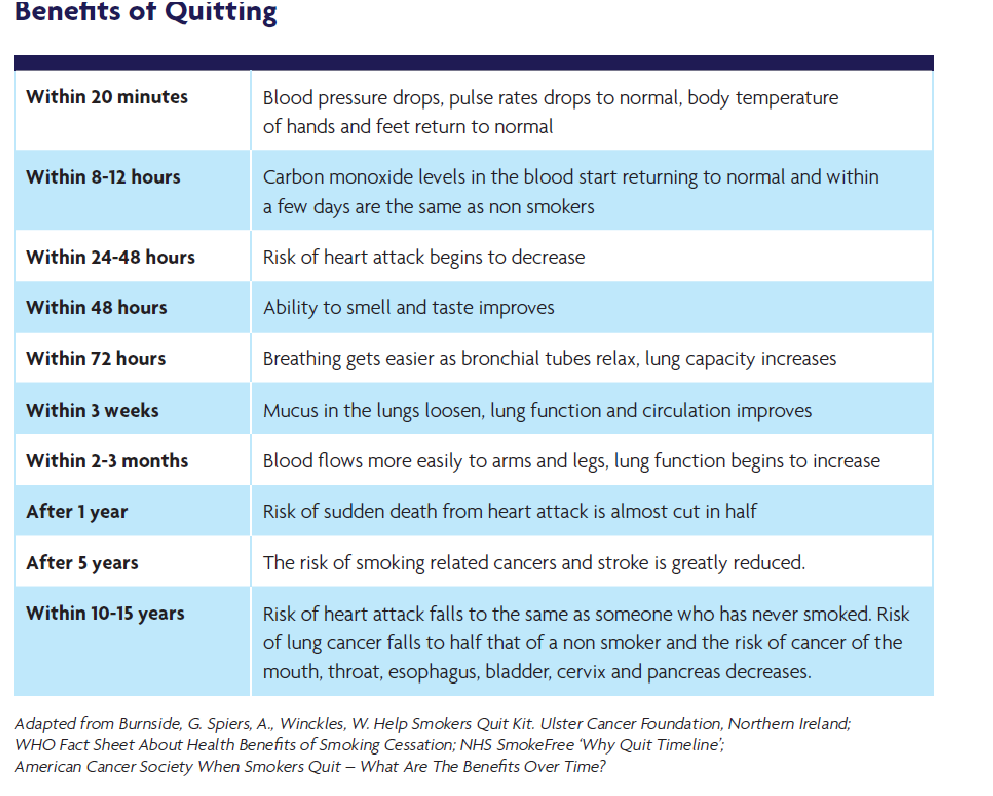 Benefits of Quitting
Within 20 minutes
Blood pressure drops, pulse rates drops to normal, body temperature
of hands and feet return to normal
Within 8-12 hours
Carbon monoxide levels in the blood start returning to normal and within
a few days are the same as non smokers
Within 24-48 hours
Risk of heart attack begins to decrease
Within 48 hours
Ability to smell and taste improves
Within 72 hours
Breathing gets easier as bronchial tubes relax, lung capacity increases
Within 3 weeks
Mucus in the lungs loosen, lung function and circulation improves
Within 2-3 months
Blood flows more easily to arms and legs, lung function begins to increase
After 1 year
Risk of sudden death from heart attack is almost cut in half
After 5 years
The risk of smoking related cancers and stroke is greatly reduced.
Within 10-15 years
Risk of heart attack falls to the same as someone who has never smoked. Risk
of lung cancer falls to half that of a non smoker and the risk of cancer of the
mouth, throat, esophagus, bladder, cervix and pancreas decreases.
Adapted from Burnside, G. Spiers, A., Winckles, W. Help Smokers Quit Kit. Ulster Cancer Foundation, Northern Ireland;
WHO Fact Sheet About Health Benefits of Smoking Cessation; NHS SmokeFree ‘Why Quit Timeline’;
American Cancer Society When Smokers Quit – What Are The Benefits Over Time?